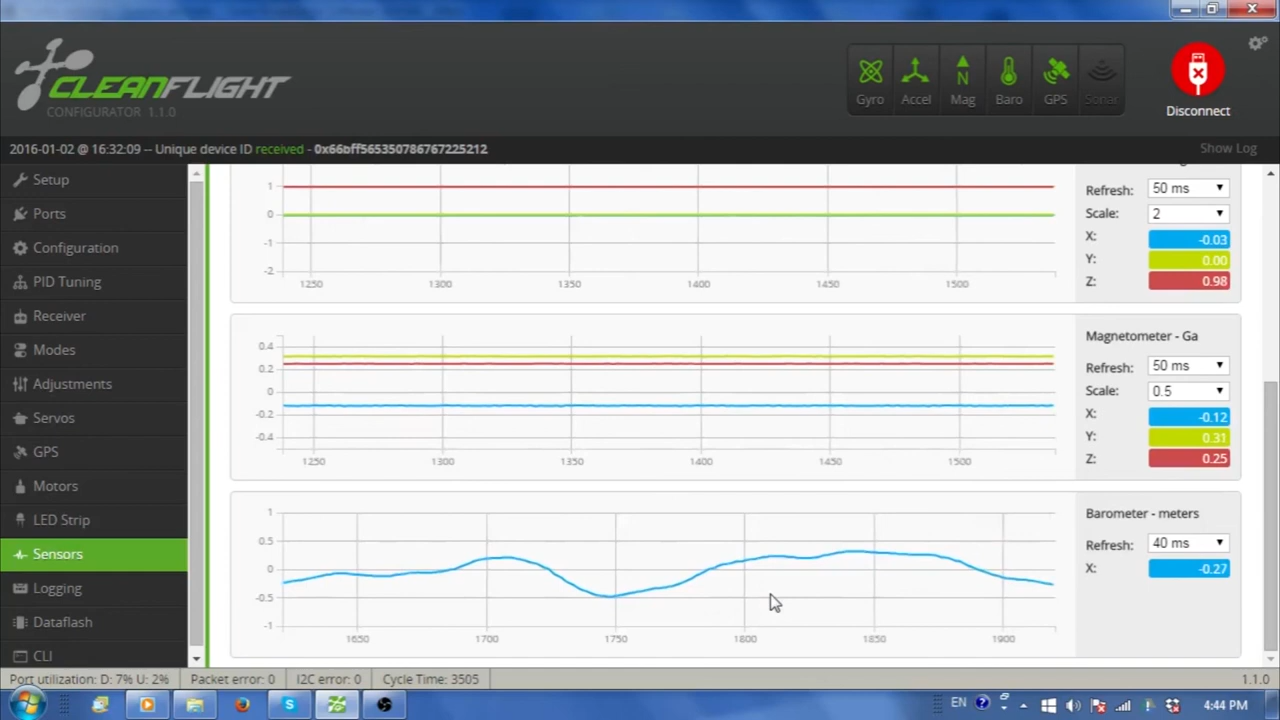 CLEANFLIGHT
CONFIGURATOR 1.1.0
Gyro Accel Mag Baro GPS Sonar
Disconnect
2016-01-02 @ 16:32:09 -- Unique device ID received - 0x66bff565350786767225212
Show Log
Setup
Ports
Configuration
PID Tuning
Receiver
Modes
Adjustments
Servos
GPS
Motors
LED Strip
Sensors
Logging
Dataflash
CLI
1
0
-1
-2
1250 1300 1350 1400 1450 1500
Refresh: 50 ms
Scale: 2
X: -0.03
Y: 0.00
Z: 0.98
0.4
0.2
0
-0.2
-0.4
1250 1300 1350 1400 1450 1500
Magnetometer - Ga
Refresh: 50 ms
Scale: 0.5
X: -0.12
Y: 0.31
Z: 0.25
1
0.5
0
-0.5
-1
1650 1700 1750 1800 1850 1900
Barometer - meters
Refresh: 40 ms
X: -0.27
Port utilization: D: 7% U: 2% Packet error: 0 I2C error: 0 Cycle Time: 3505 1.1.0
EN 4:44 PM